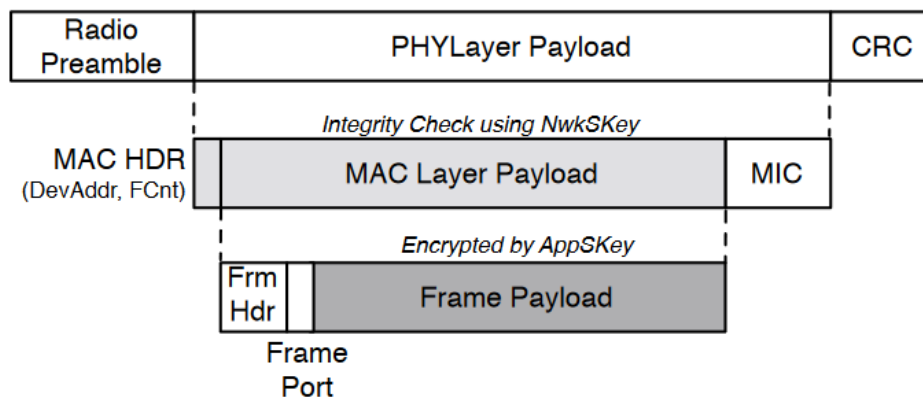 Radio
Preamble
PHYLayer Payload
CRC
Integrity Check using NwkSKey
MAC HDR
(DevAddr, FCnt)
MAC Layer Payload
MIC
Encrypted by AppSKey
Frm
Hdr
Frame Payload
Frame
Port